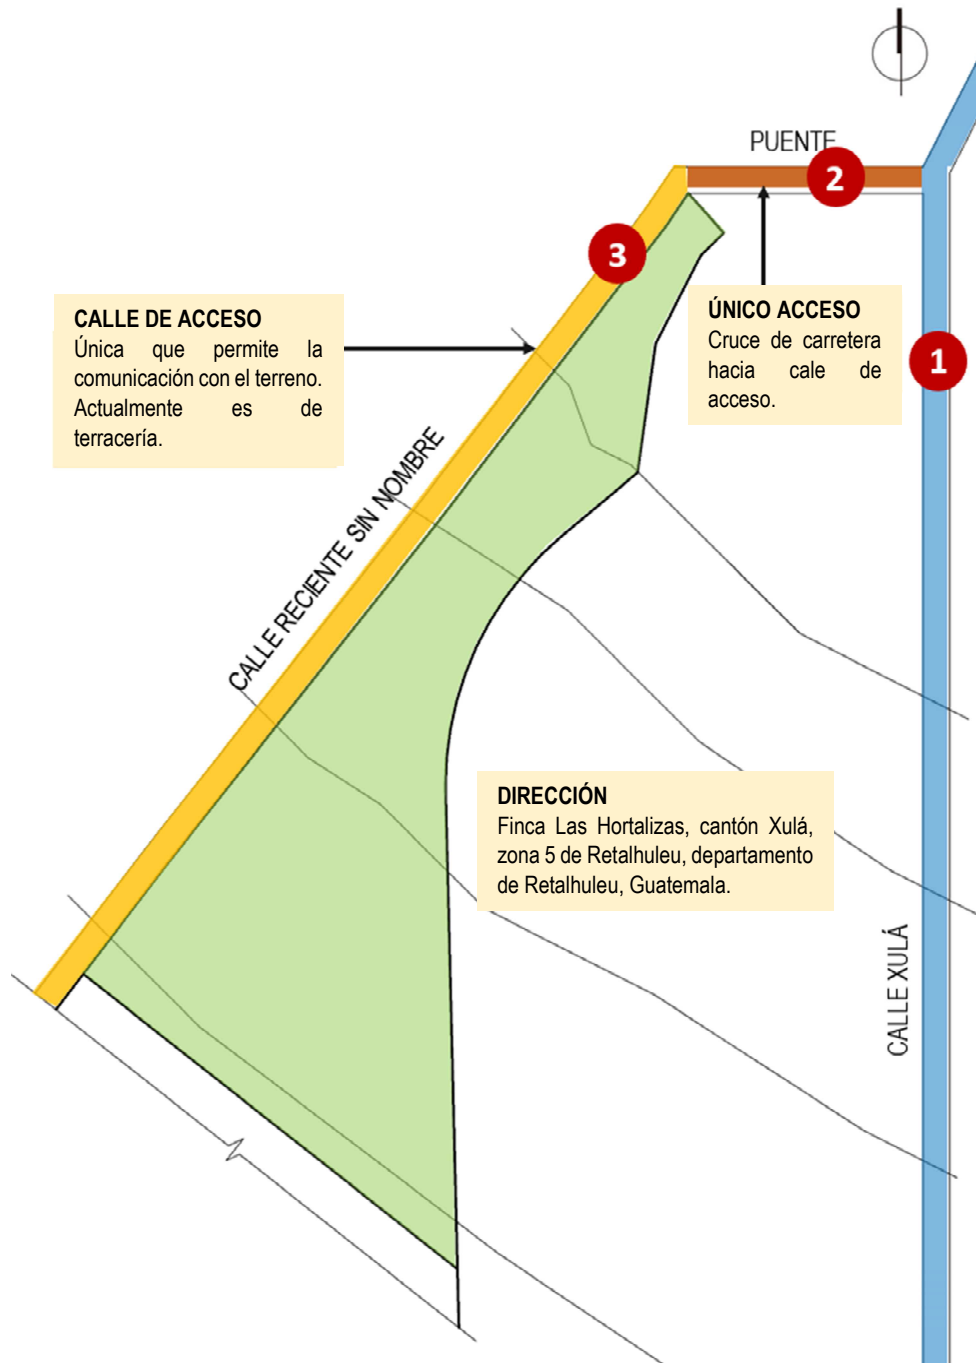 PUENTE
2
3
CALLE DE ACCESO
Única que permite la
comunicación con el terreno.
Actualmente es de
terracería.
ÚNICO ACCESO
Cruce de carretera
hacia cale de
acceso.
1
CALLE RECIENTE SIN NOMBRE
DIRECCIÓN
Finca Las Hortalizas, cantón Xulá,
zona 5 de Retalhuleu, departamento
de Retalhuleu, Guatemala.
CALLE XULÁ